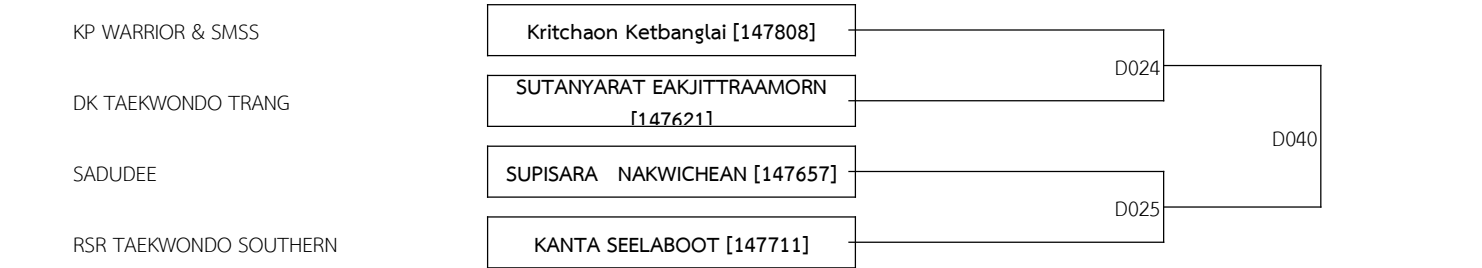 KP WARRIOR & SMSS
Kritchaon Ketbanglai [147808]
D024
DK TAEKWONDO TRANG
SUTANYARAT EAKJITTRAAMORN
[147621]
D040
SADUDEE
SUPISARA NAKWICHEAN [147657]
D025
RSR TAEKWONDO SOUTHERN
KANTA SEELABOOT [147711]